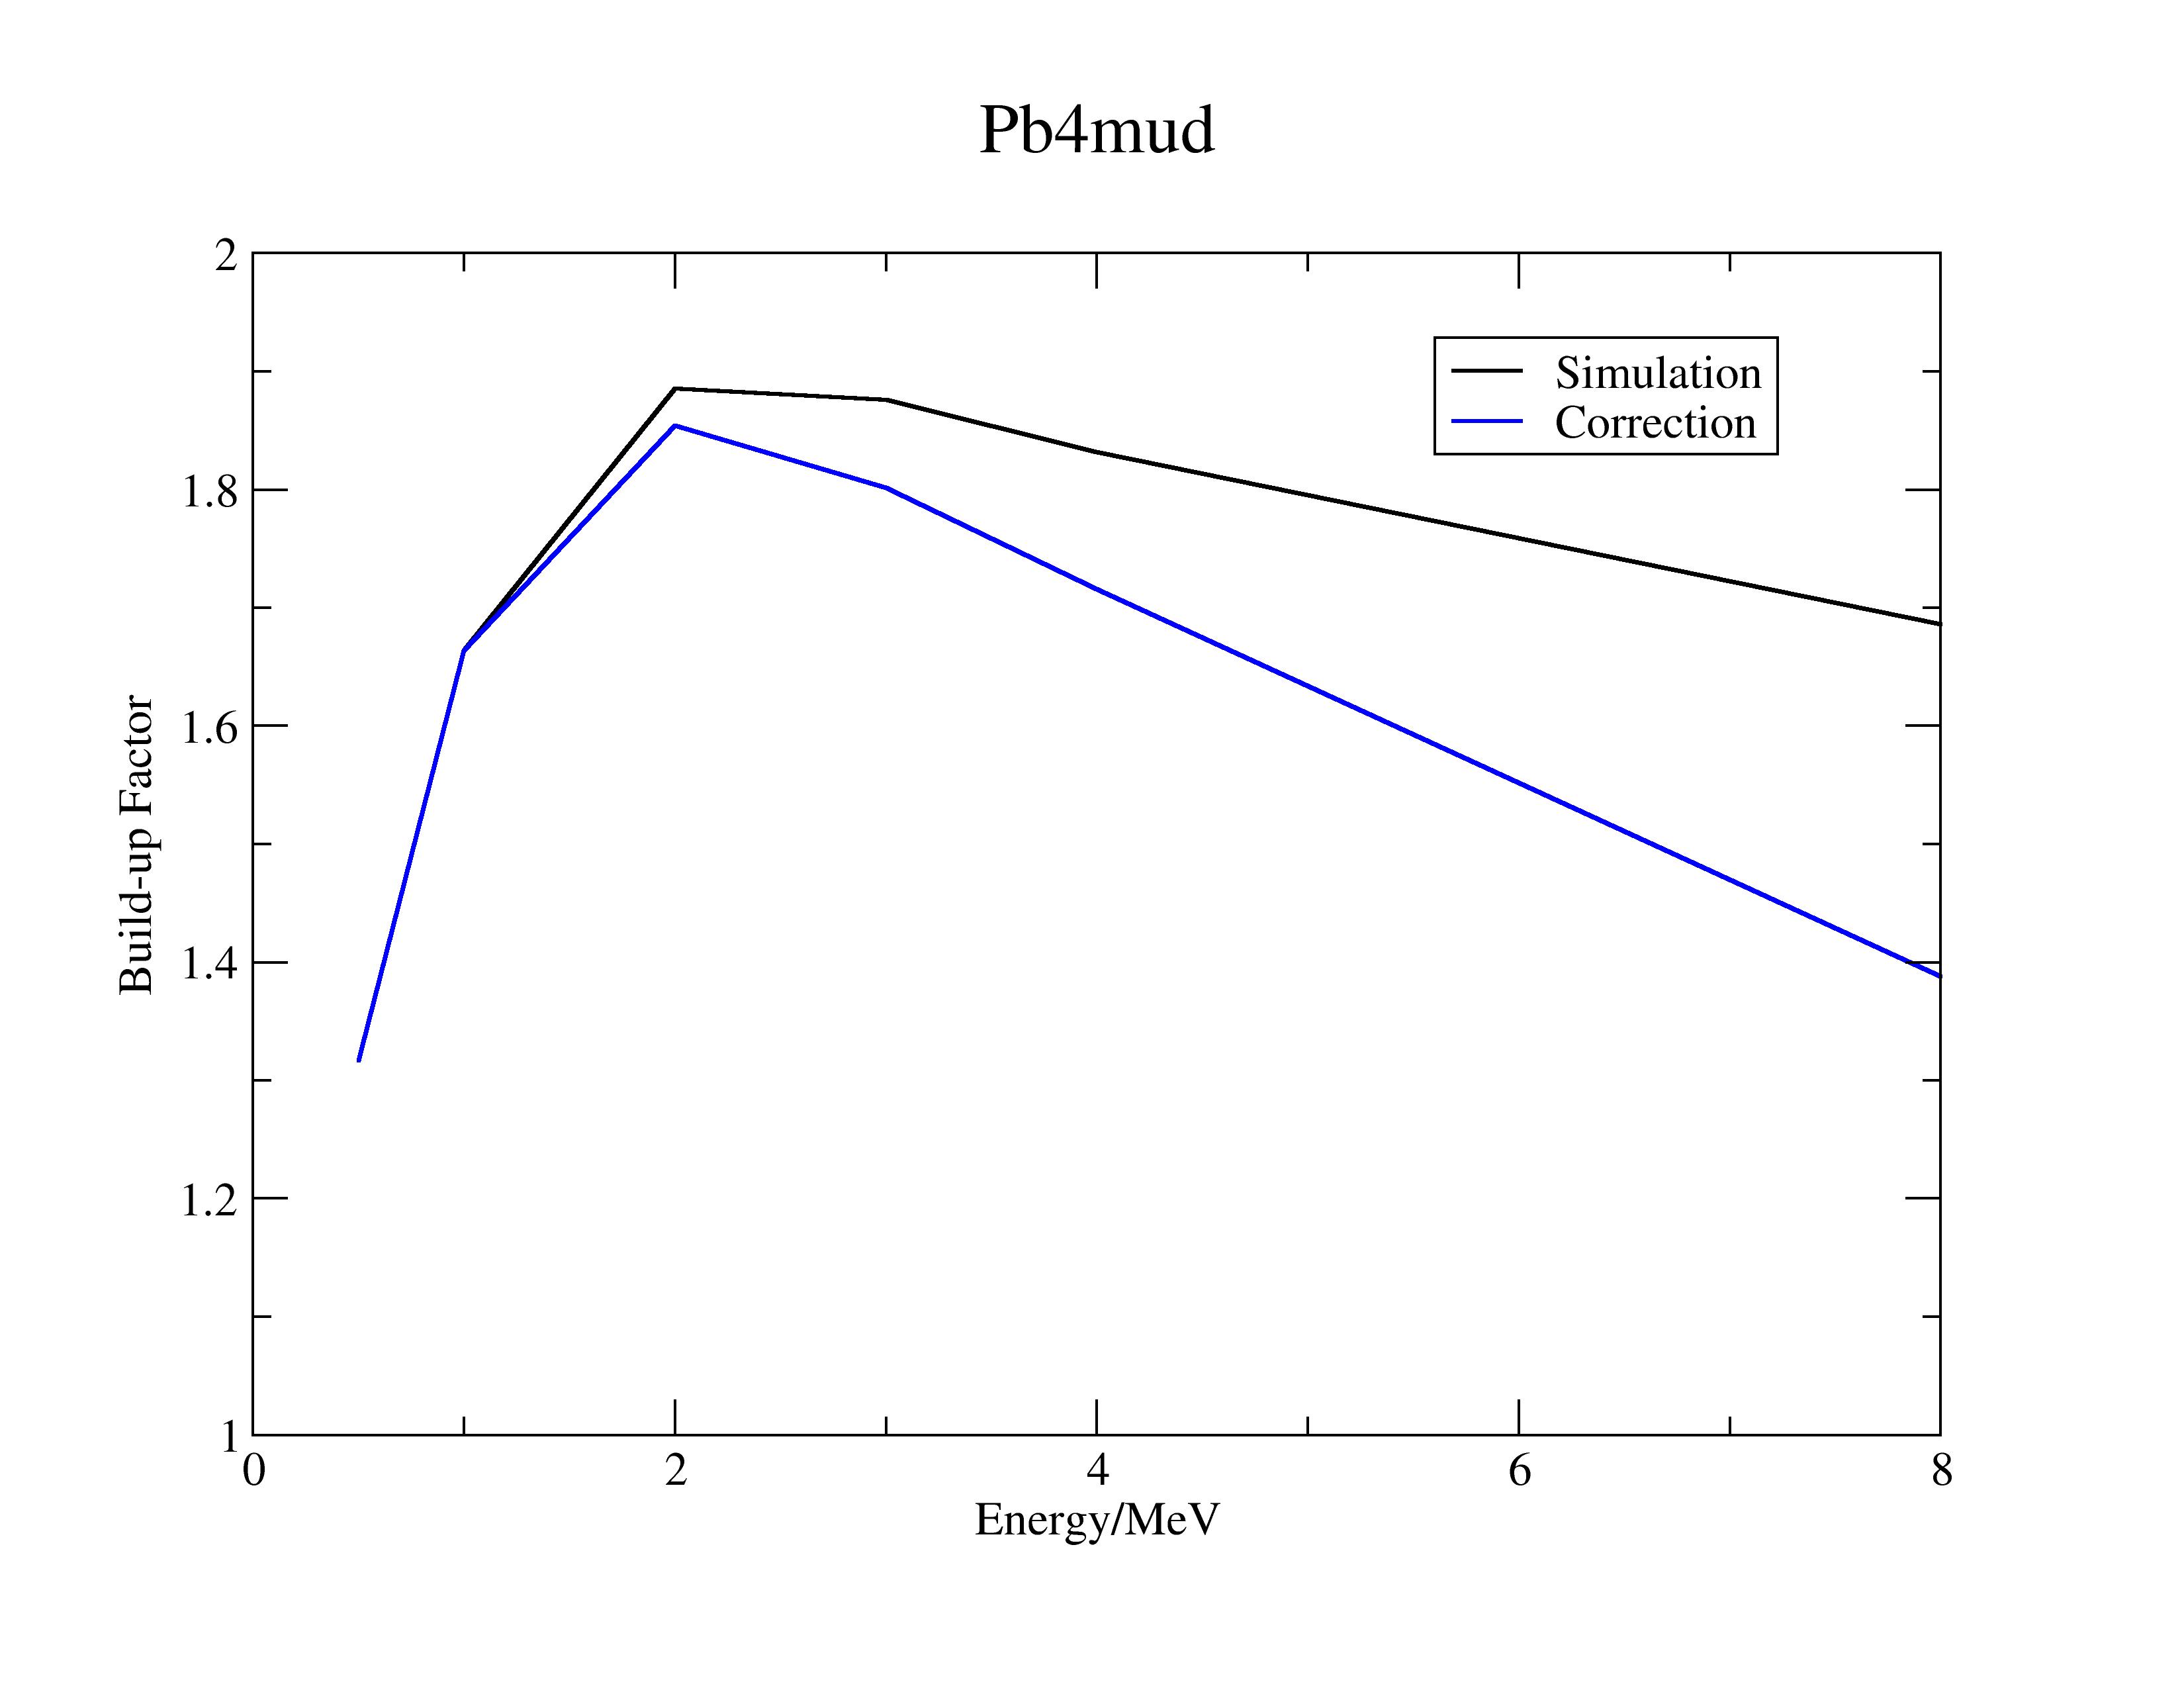 Pb4mud
2
1.8
1.6
1.4
1.2
1
0
2
4
6
8
Energy/MeV
Build-up Factor
Simulation
Correction